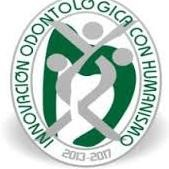 INNOVACIÓN ODONTOLÓGICA CON HUMANISMO
2013-2017